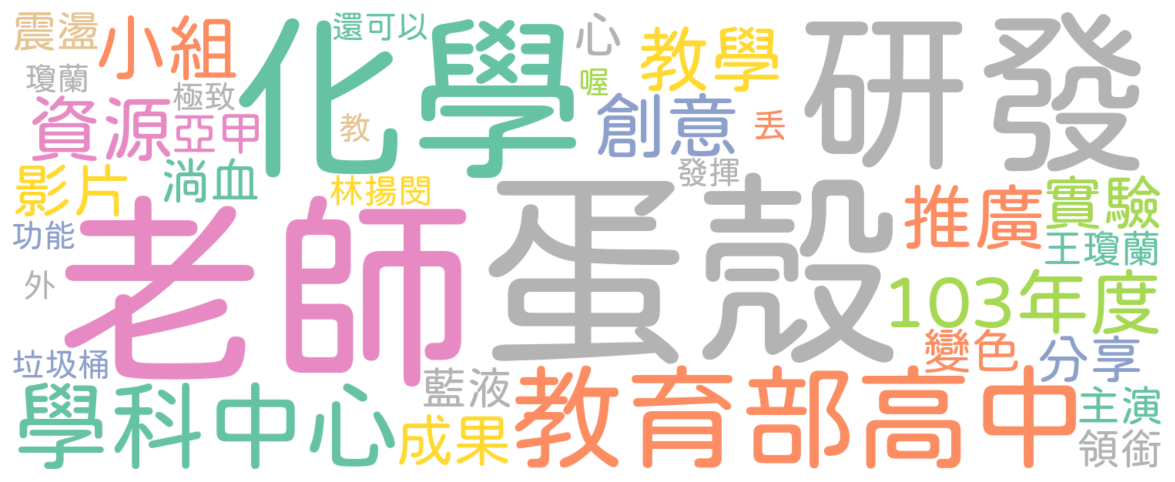 震盪
小組
化學
還可以
心
教學
研發
瓊蘭
極致
喔
資源
亞甲
教
創意
丟
影片
淌血
林揚閔
發揮
推廣
實驗
功能
老師
蛋殼
王瓊蘭
外
103年度
變色
分享
垃圾桶
學科中心
藍液
成果
教育部高中
主演
領銜